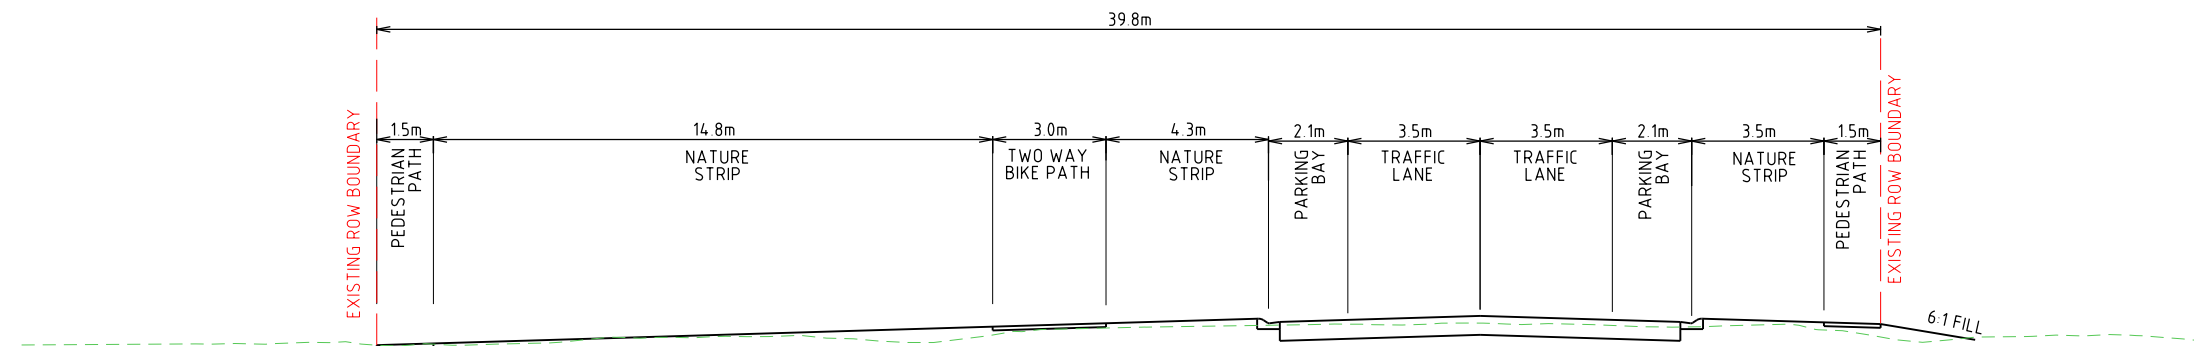 39.8m
1.5m
14.8m
3.0m
4.3m
2.1m
3.5m
3.5m
2.1m
3.5m
1.5m
EXISTING ROW BOUNDARY
PEDESTRIAN
PATH
NATURE
STRIP
TWO WAY
BIKE PATH
NATURE
STRIP
PARKING
BAY
TRAFFIC
LANE
TRAFFIC
LANE
PARKING
BAY
NATURE
STRIP
PEDESTRIAN
PATH
EXISTING ROW BOUNDARY
6:1 FILL